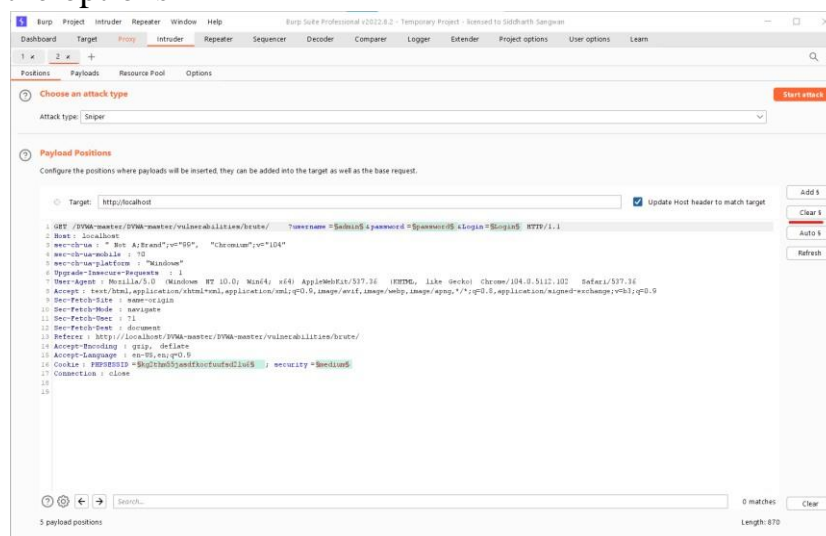 the options
Burp Project Intruder Repeater Window Help Burp Suite Professional v2022.8.2 - Temporary Project - licensed to Siddharth Sangwan
Dashboard Target Proxy Intruder Repeater Sequencer Decoder Comparer Logger Extender Project options User options Learn
1 × 2 × +
Positions Payloads Resource Pool Options
? Choose an attack type
Start attack
Attack type: Sniper
? Payload Positions
Configure the positions where payloads will be inserted, they can be added into the target as well as the base request.
Target: http://localhost Update Host header to match target
Add §
Clear §
Auto §
Refresh
1 GET /DVWA-master/DVWA-master/vulnerabilities/brute/ ?username=§admin§&password=§password§&Login=§Login§ HTTP/1.1
2 Host: localhost
3 sec-ch-ua: " Not A;Brand";v="99", "Chromium";v="104"
4 sec-ch-ua-mobile : ?0
5 sec-ch-ua-platform : "Windows"
6 Upgrade-Insecure-Requests : 1
7 User-Agent : Mozilla/5.0 (Windows NT 10.0; Win64; x64) AppleWebKit/537.36 (KHTML, like Gecko) Chrome/104.0.5112.102 Safari/537.36
8 Accept : text/html,application/xhtml+xml,application/xml;q=0.9,image/avif,image/webp,image/apng,*/*;q=0.8,application/signed-exchange;v=b3;q=0.9
9 Sec-Fetch-Site : same-origin
10 Sec-Fetch-Mode : navigate
11 Sec-Fetch-User : ?1
12 Sec-Fetch-Dest : document
13 Referer : http://localhost/DVWA-master/DVWA-master/vulnerabilities/brute/
14 Accept-Encoding : gzip, deflate
15 Accept-Language : en-US,en;q=0.9
16 Cookie : PHPSESSID= ; security=§medium§
17 Connection : close
18
19
? Search... 0 matches Clear
5 payload positions Length: 870